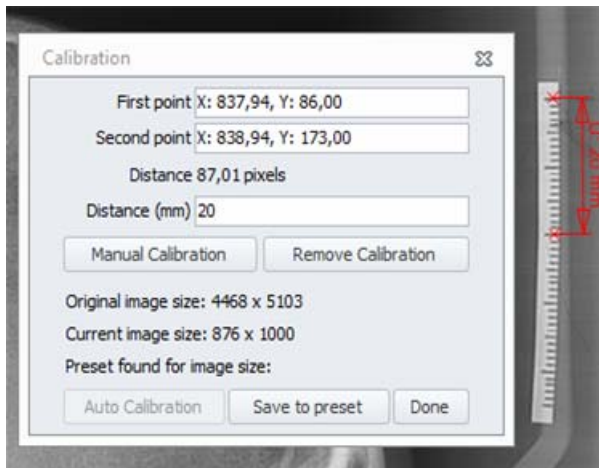 Calibration
First point X: 837,94, Y: 86,00
Second point X: 838,94, Y: 173,00
Distance 87,01 pixels
Distance (mm) 20
Manual Calibration Remove Calibration
Original image size: 4468 x 5103
Current image size: 876 x 1000
Preset found for image size:
Auto Calibration Save to preset Done
20 mm